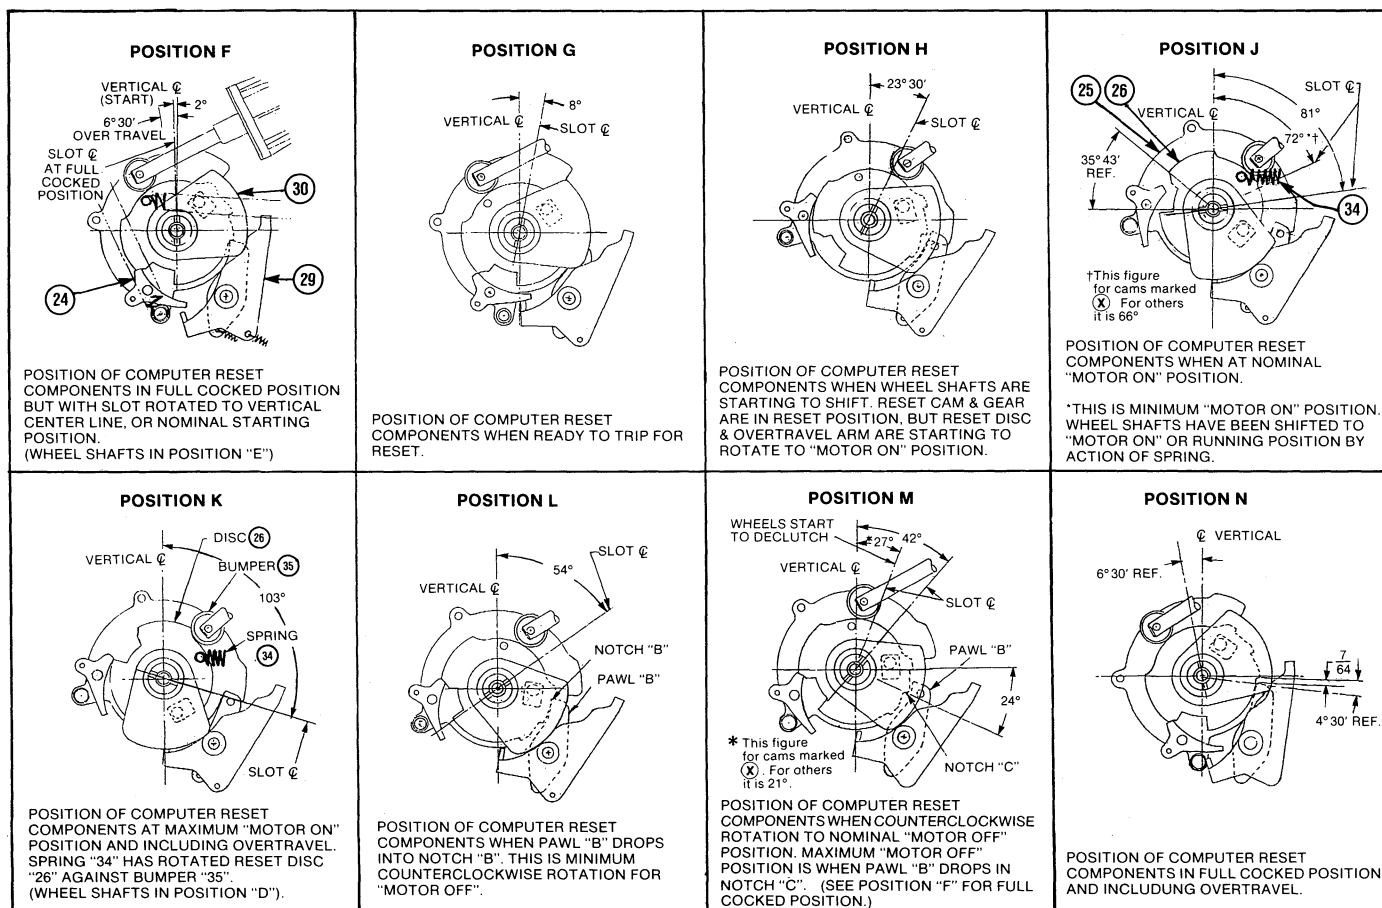 POSITION F
VERTICAL ℄
(START)
2°
6°30′
OVER TRAVEL
SLOT ℄
AT FULL
COCKED
POSITION
30
24
29
POSITION OF COMPUTER RESET
COMPONENTS IN FULL COCKED POSITION
BUT WITH SLOT ROTATED TO VERTICAL
CENTER LINE, OR NOMINAL STARTING
POSITION.
(WHEEL SHAFTS IN POSITION "E")
POSITION G
8°
VERTICAL ℄
SLOT ℄
POSITION OF COMPUTER RESET
COMPONENTS WHEN READY TO TRIP FOR
RESET.
POSITION H
23°30′
VERTICAL ℄
SLOT ℄
POSITION OF COMPUTER RESET
COMPONENTS WHEN WHEEL SHAFTS ARE
STARTING TO SHIFT. RESET CAM & GEAR
ARE IN RESET POSITION, BUT RESET DISC
& OVERTRAVEL ARM ARE STARTING TO
ROTATE TO "MOTOR ON" POSITION.
POSITION J
25
26
SLOT ℄
81°
VERTICAL ℄
72°*†
35°43′
REF.
34
†This figure
for cams marked
Ⓧ For others
it is 66°
POSITION OF COMPUTER RESET
COMPONENTS WHEN AT NOMINAL
"MOTOR ON" POSITION.
*THIS IS MINIMUM "MOTOR ON" POSITION.
WHEEL SHAFTS HAVE BEEN SHIFTED TO
"MOTOR ON" OR RUNNING POSITION BY
ACTION OF SPRING.
POSITION K
DISC 26
VERTICAL ℄
BUMPER 35
103°
SPRING
34
SLOT ℄
POSITION OF COMPUTER RESET
COMPONENTS AT MAXIMUM "MOTOR ON"
POSITION AND INCLUDING OVERTRAVEL.
SPRING "34" HAS ROTATED RESET DISC
"26" AGAINST BUMPER "35".
(WHEEL SHAFTS IN POSITION "D").
POSITION L
SLOT ℄
54°
VERTICAL ℄
NOTCH "B"
PAWL "B"
POSITION OF COMPUTER RESET
COMPONENTS WHEN PAWL "B" DROPS
INTO NOTCH "B". THIS IS MINIMUM
COUNTERCLOCKWISE ROTATION FOR
"MOTOR OFF".
POSITION M
WHEELS START
TO DECLUTCH
*27°
42°
VERTICAL ℄
SLOT ℄
PAWL "B"
24°
* This figure
for cams marked
Ⓧ. For others
it is 21°.
NOTCH "C"
POSITION OF COMPUTER RESET
COMPONENTS WHEN COUNTERCLOCKWISE
ROTATION TO NOMINAL "MOTOR OFF"
POSITION. MAXIMUM "MOTOR OFF"
POSITION IS WHEN PAWL "B" DROPS IN
NOTCH "C". (SEE POSITION "F" FOR FULL
COCKED POSITION.)
POSITION N
℄ VERTICAL
6°30′ REF.
7
64
4°30′ REF.
POSITION OF COMPUTER RESET
COMPONENTS IN FULL COCKED POSITION
AND INCLUDUNG OVERTRAVEL.